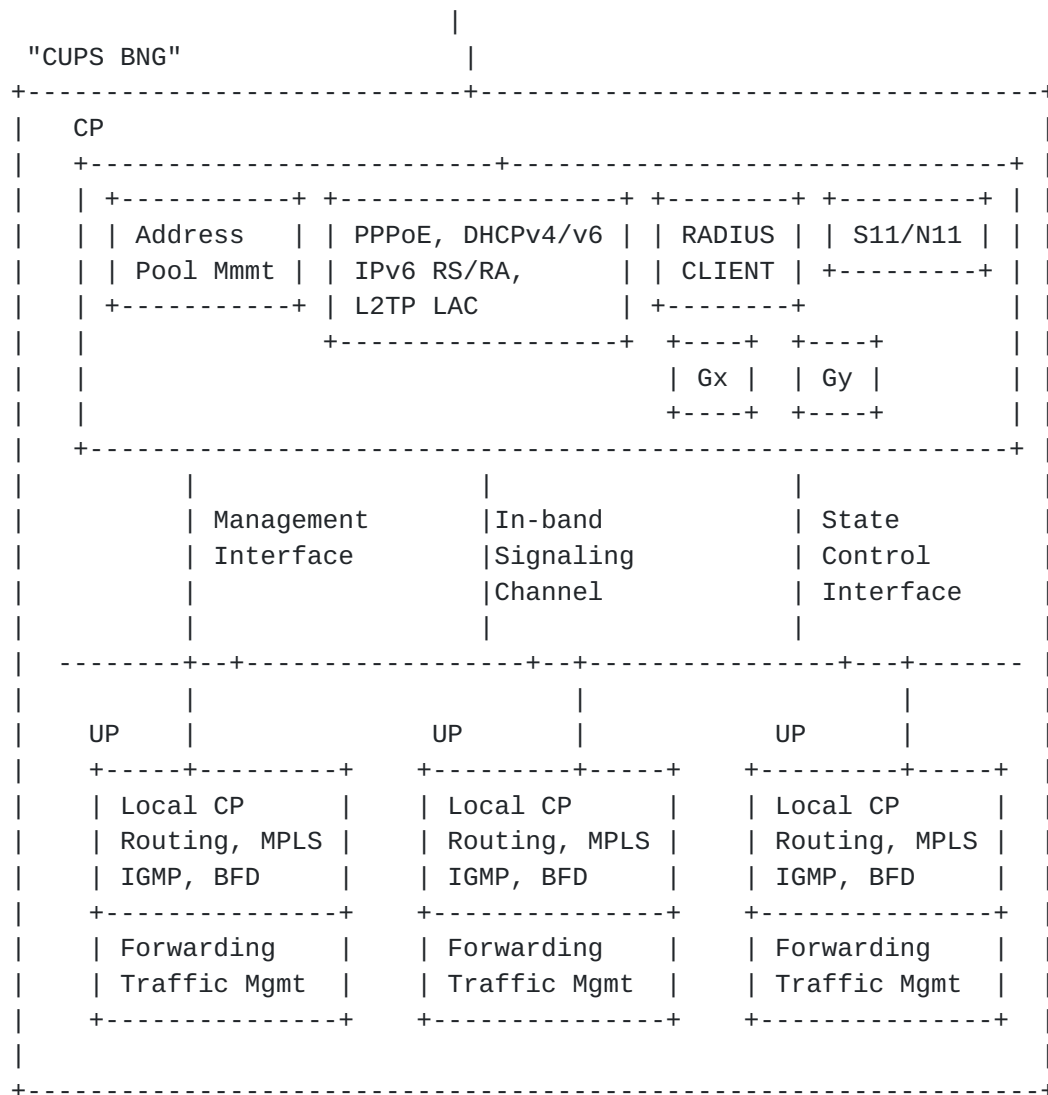 "CUPS BNG"
CP
Address PPPoE, DHCPv4/v6 RADIUS S11/N11
Pool Mmmt IPv6 RS/RA, CLIENT
L2TP LAC
Gx Gy
Management In-band State
Interface Signaling Control
Channel Interface
UP UP UP
Local CP Local CP Local CP
Routing, MPLS Routing, MPLS Routing, MPLS
IGMP, BFD IGMP, BFD IGMP, BFD
Forwarding Forwarding Forwarding
Traffic Mgmt Traffic Mgmt Traffic Mgmt